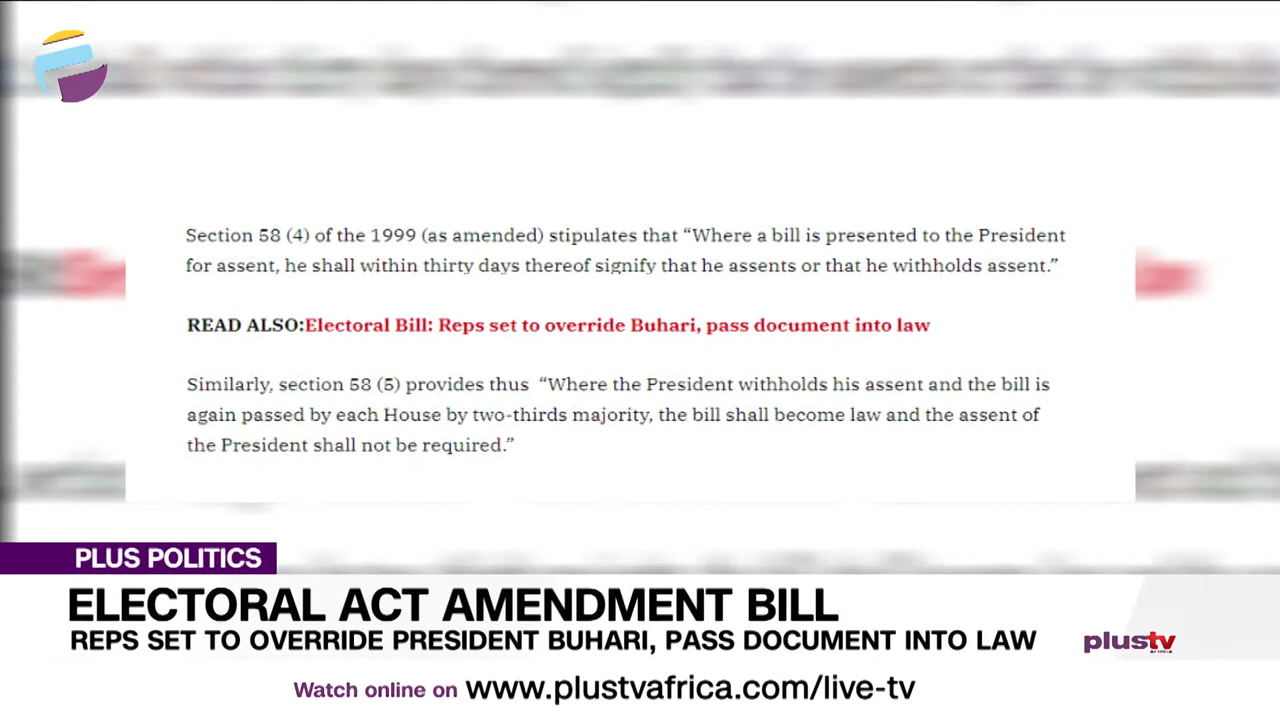 Section 58 (4) of the 1999 (as amended) stipulates that “Where a bill is presented to the President
for assent, he shall within thirty days thereof signify that he assents or that he withholds assent.”
READ ALSO:Electoral Bill: Reps set to override Buhari, pass document into law
Similarly, section 58 (5) provides thus “Where the President withholds his assent and the bill is
again passed by each House by two-thirds majority, the bill shall become law and the assent of
the President shall not be required.”
PLUS POLITICS
ELECTORAL ACT AMENDMENT BILL
REPS SET TO OVERRIDE PRESIDENT BUHARI, PASS DOCUMENT INTO LAW
plustv
Watch online on www.plustvafrica.com/live-tv